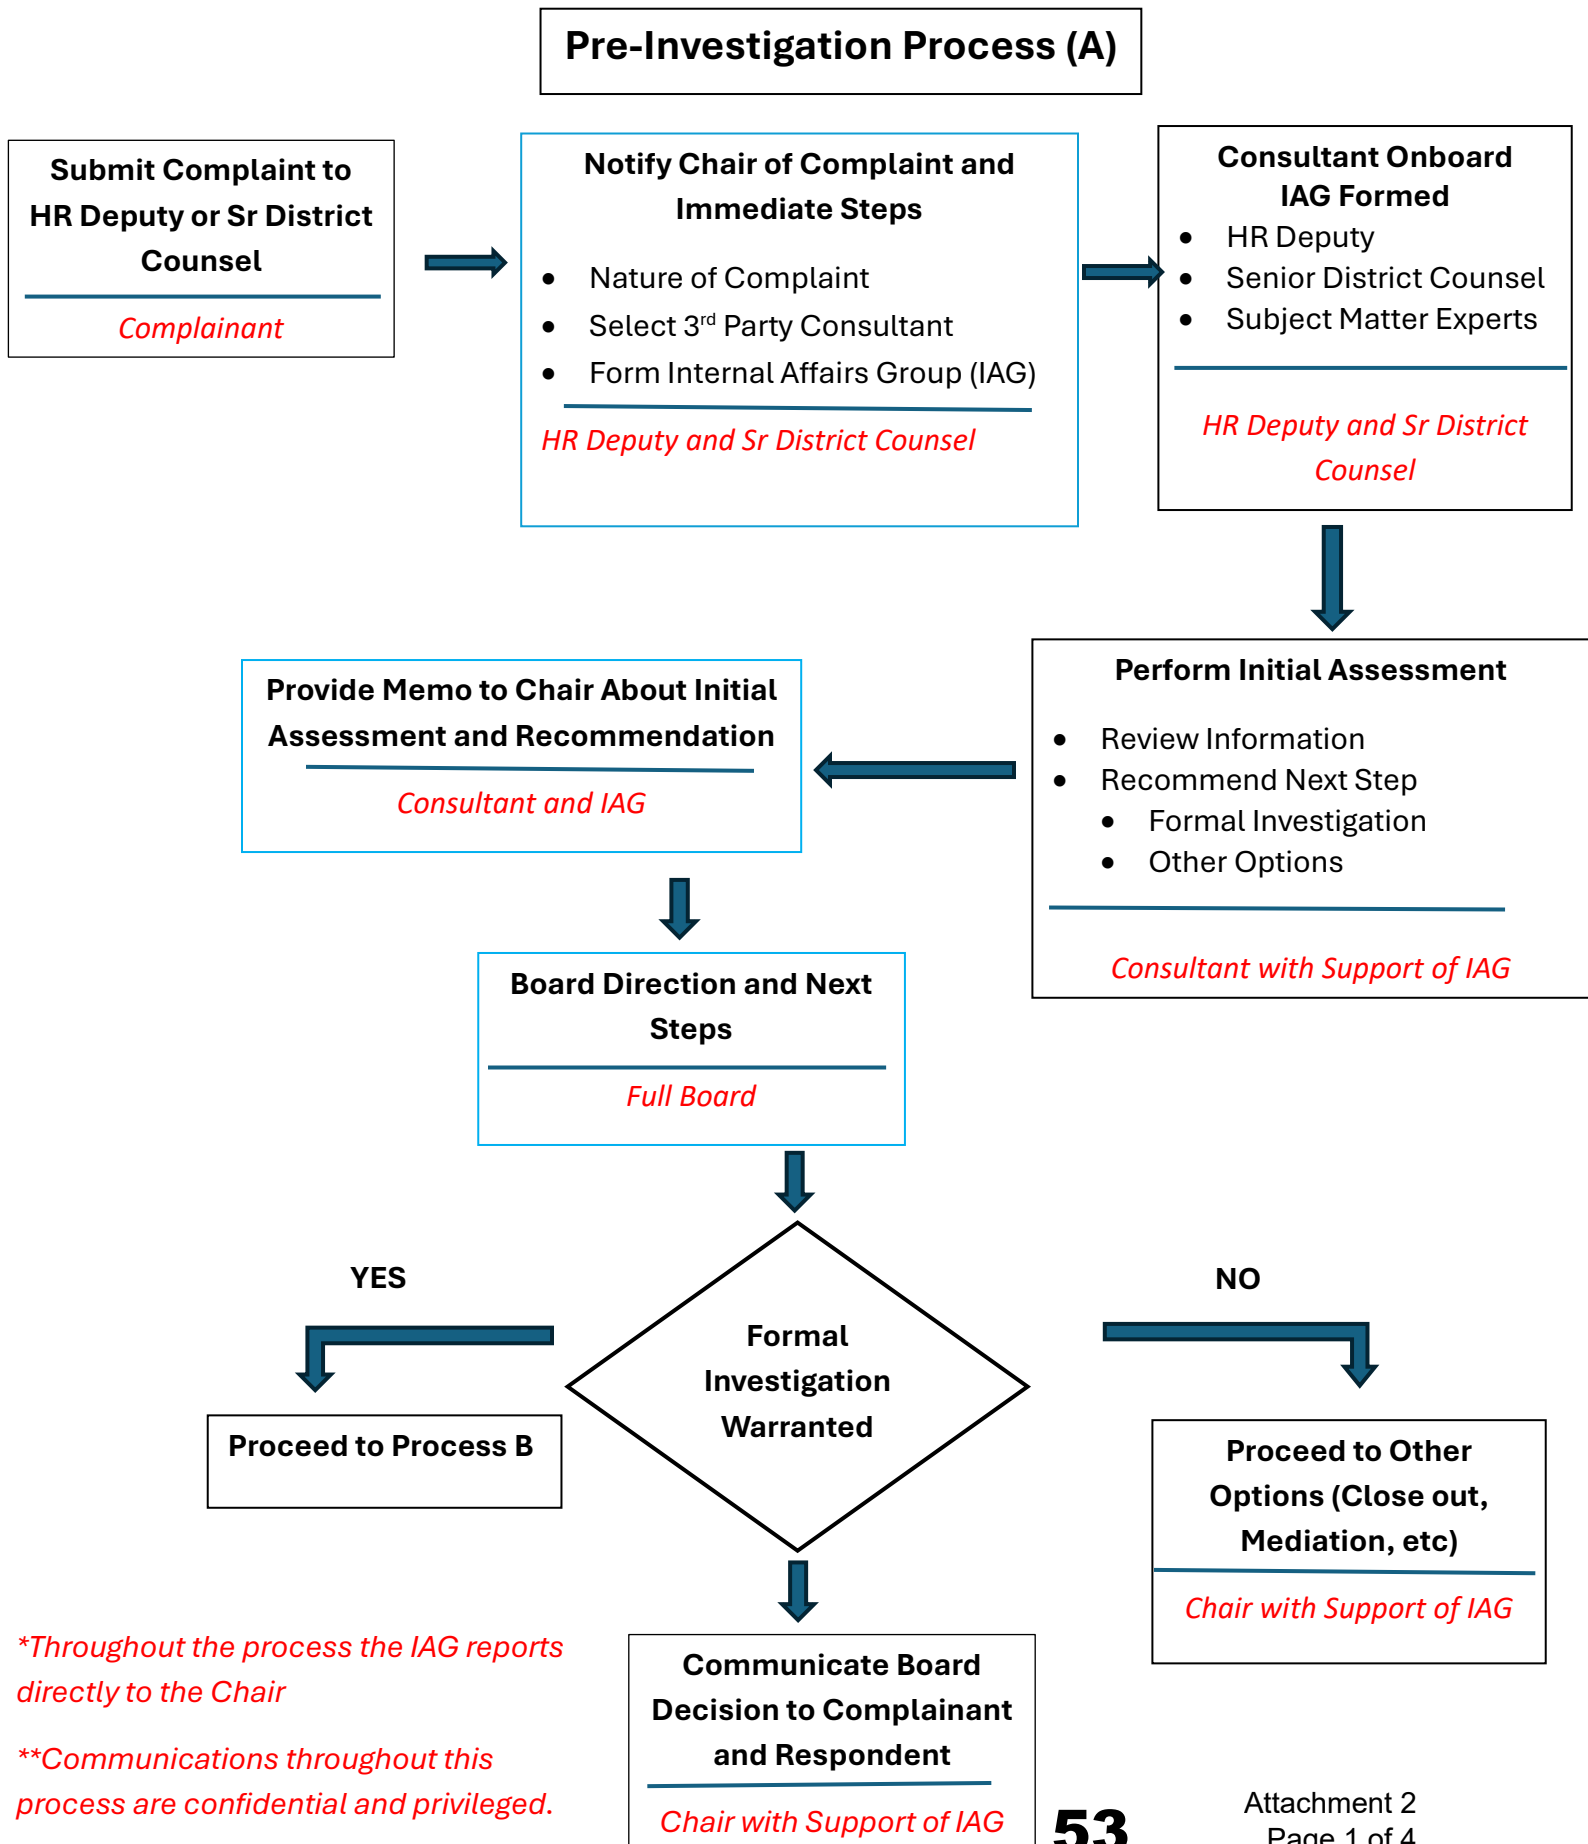 Pre-Investigation Process (A)
Submit Complaint to
HR Deputy or Sr District
Counsel
Complainant
Notify Chair of Complaint and
Immediate Steps
• Nature of Complaint
• Select 3rd Party Consultant
• Form Internal Affairs Group (IAG)
HR Deputy and Sr District Counsel
Consultant Onboard
IAG Formed
• HR Deputy
• Senior District Counsel
• Subject Matter Experts
HR Deputy and Sr District
Counsel
Perform Initial Assessment
• Review Information
• Recommend Next Step
• Formal Investigation
• Other Options
Consultant with Support of IAG
Provide Memo to Chair About Initial
Assessment and Recommendation
Consultant and IAG
Board Direction and Next
Steps
Full Board
YES
NO
Formal
Investigation
Warranted
Proceed to Process B
Proceed to Other
Options (Close out,
Mediation, etc)
Chair with Support of IAG
Communicate Board
Decision to Complainant
and Respondent
Chair with Support of IAG
*Throughout the process the IAG reports
directly to the Chair
**Communications throughout this
process are confidential and privileged.
53
Attachment 2
Page 1 of 4